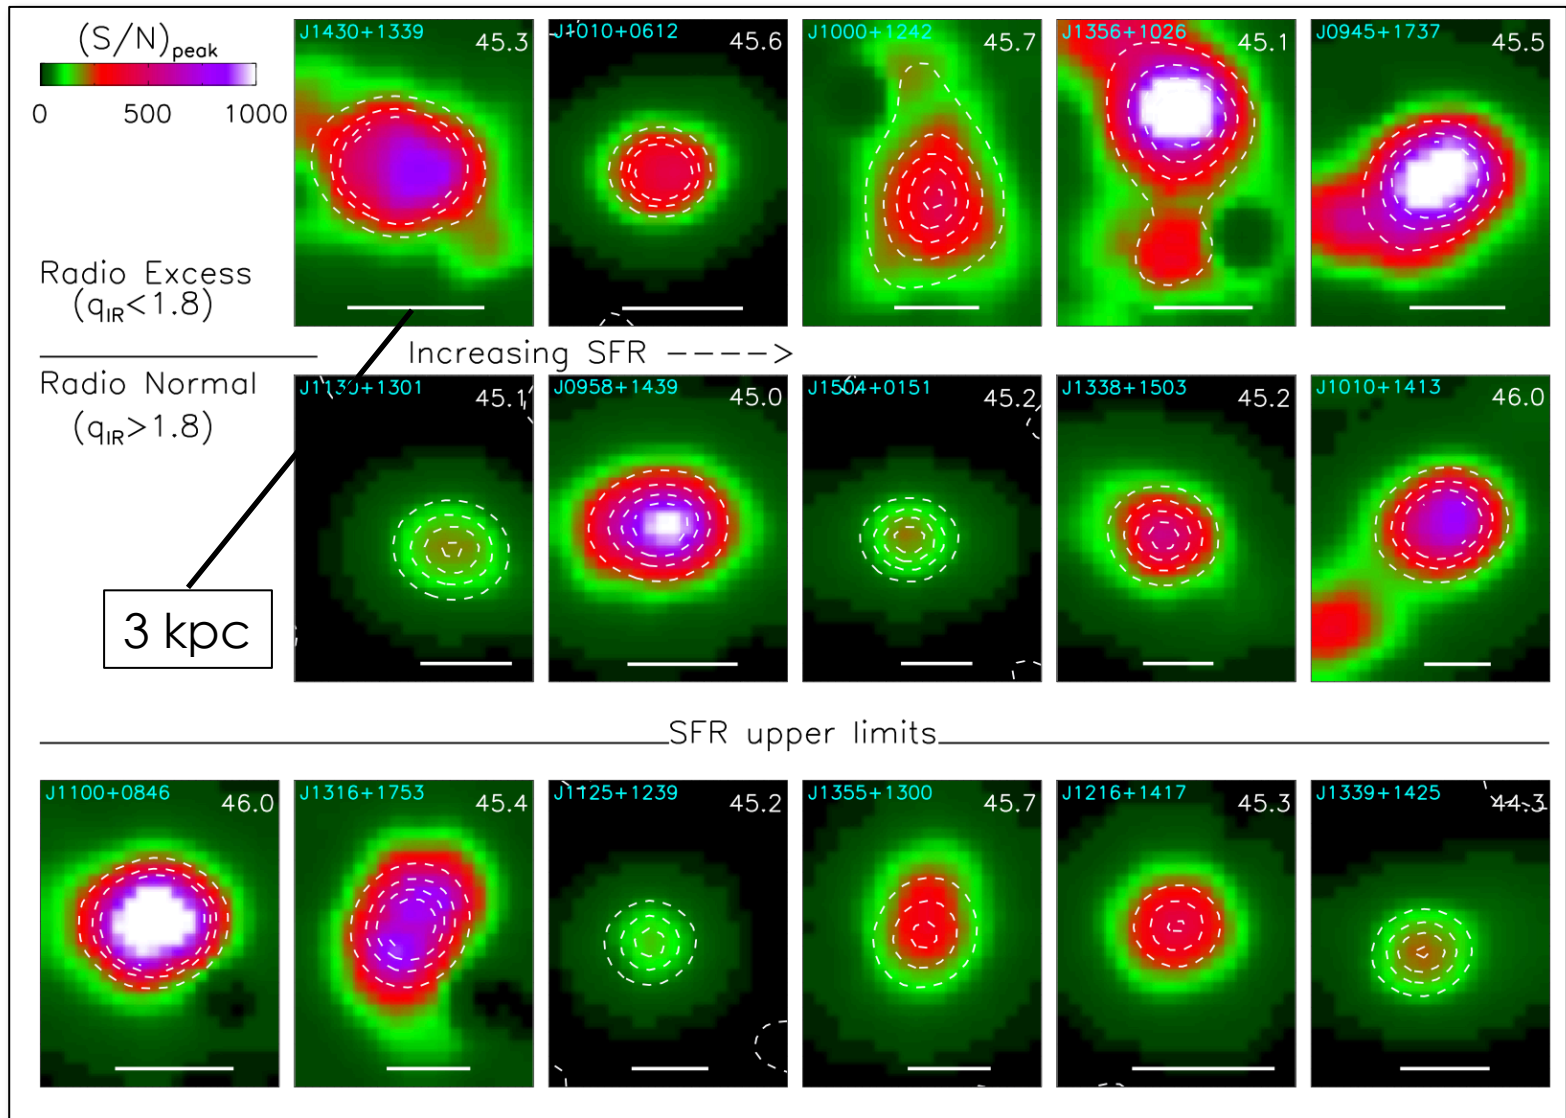 (S/N)peak
0 500 1000
J1430+1339 45.3
J1010+0612 45.6
J1000+1242 45.7
J1356+1026 45.1
J0945+1737 45.5
Radio Excess
(qIR<1.8)
Increasing SFR ---->
Radio Normal
(qIR>1.8)
J1130+1301 45.1
J0958+1439 45.0
J1504+0151 45.2
J1338+1503 45.2
J1010+1413 46.0
3 kpc
SFR upper limits
J1100+0846 46.0
J1316+1753 45.4
J1125+1239 45.2
J1355+1300 45.7
J1216+1417 45.3
J1339+1425 44.3